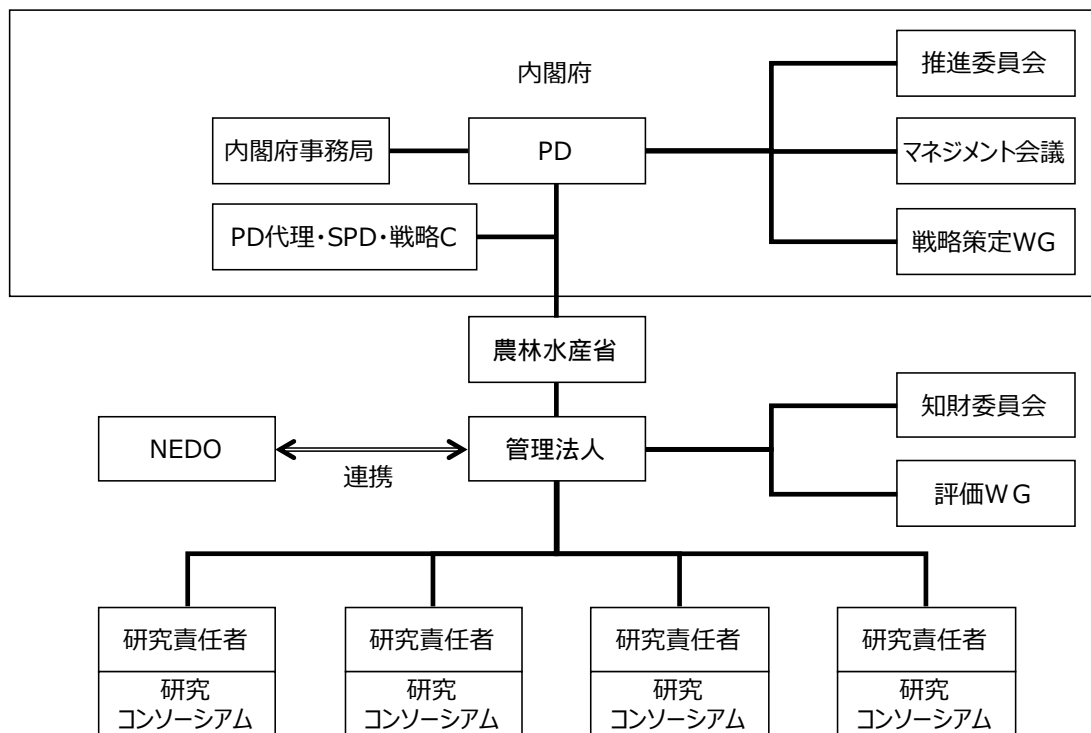 内閣府
推進委員会
内閣府事務局
PD
マネジメント会議
PD代理・SPD・戦略C
戦略策定WG
農林水産省
知財委員会
NEDO
連携
管理法人
評価WG
研究責任者
研究
コンソーシアム
研究責任者
研究
コンソーシアム
研究責任者
研究
コンソーシアム
研究責任者
研究
コンソーシアム